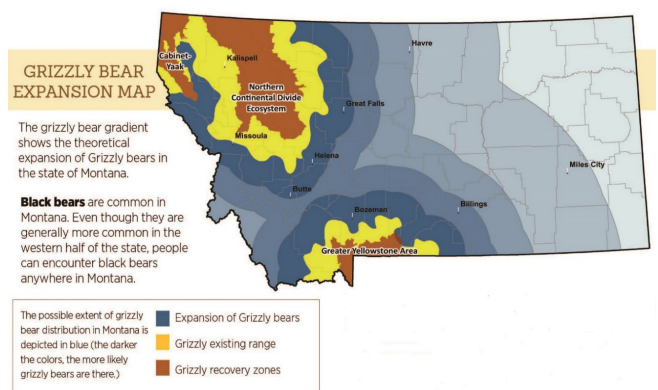 GRIZZLY BEAR
EXPANSION MAP
The grizzly bear gradient
shows the theoretical
expansion of Grizzly bears in
the state of Montana.
Black bears are common in
Montana. Even though they are
generally more common in the
western half of the state, people
can encounter black bears
anywhere in Montana.
Cabinet-
Yaak
Kalispell
Northern
Continental Divide
Ecosystem
Missoula
Havre
Great Falls
Helena
Butte
Bozeman
Billings
Miles City
Greater Yellowstone Area
The possible extent of grizzly
bear distribution in Montana is
depicted in blue (the darker
the colors, the more likely
grizzly bears are there.)
Expansion of Grizzly bears
Grizzly existing range
Grizzly recovery zones